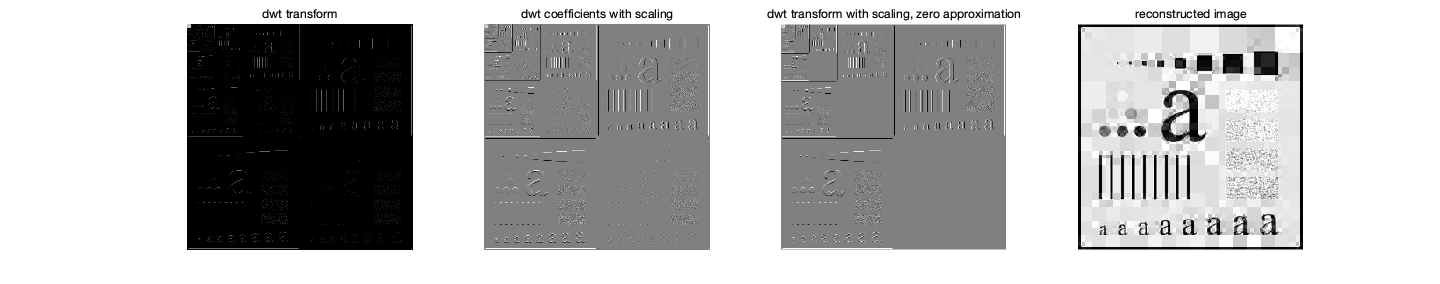 dwt transform
dwt coefficients with scaling
dwt transform with scaling, zero approximation
reconstructed image
a
a a a a a a a a